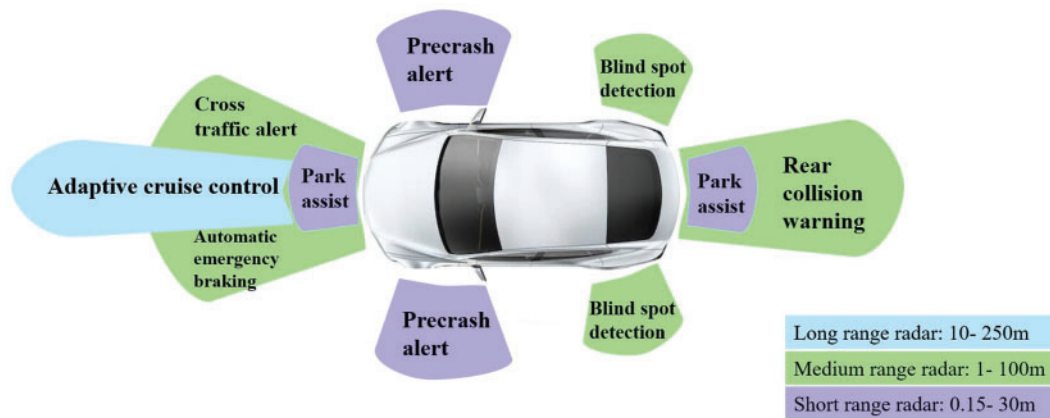 Precrash
alert
Blind spot
detection
Cross
traffic alert
Adaptive cruise control
Park
assist
Automatic
emergency
braking
Park
assist
Rear
collision
warning
Precrash
alert
Blind spot
detection
Long range radar: 10- 250m
Medium range radar: 1- 100m
Short range radar: 0.15- 30m